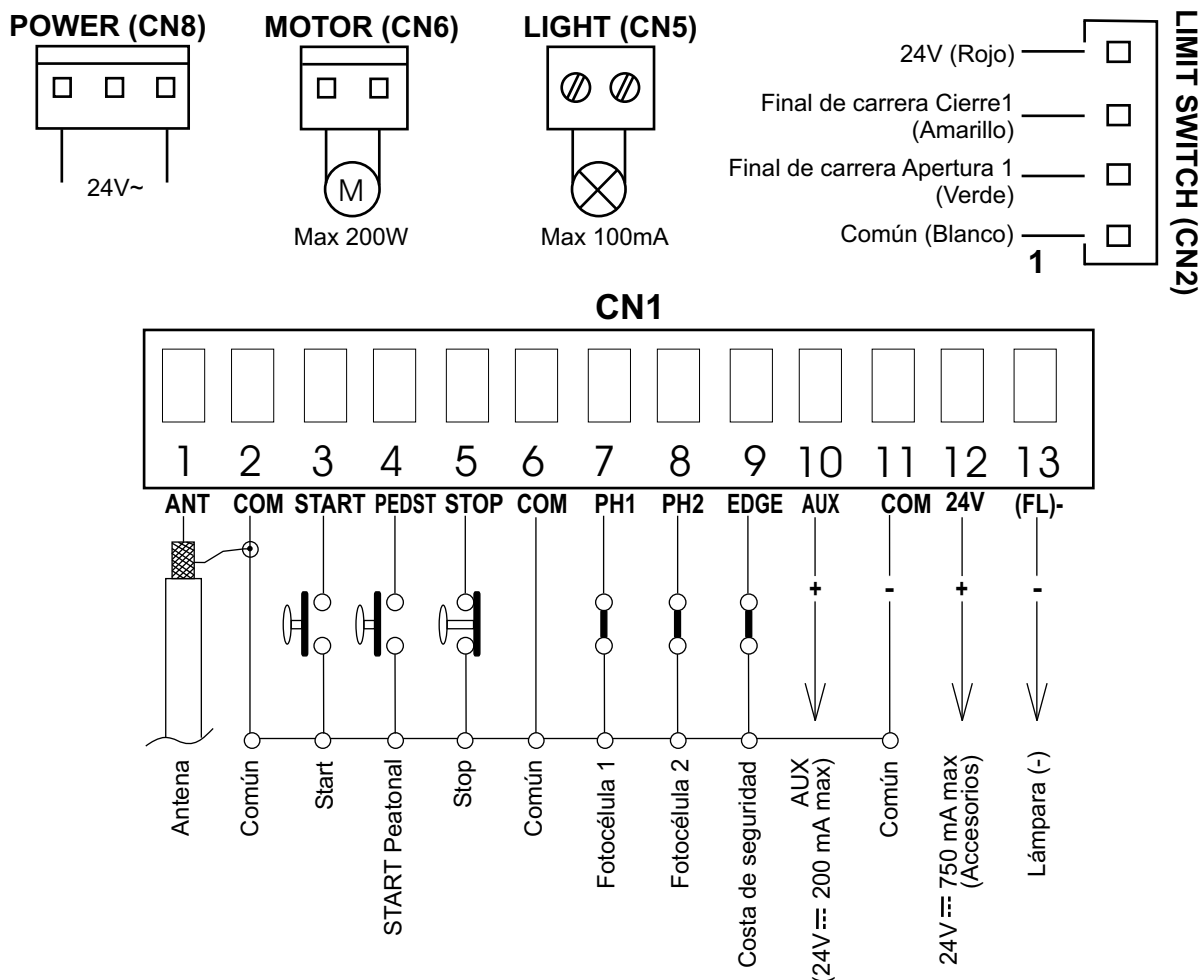 POWER (CN8)
24V~
MOTOR (CN6)
M
Max 200W
LIGHT (CN5)
Max 100mA
LIMIT SWITCH (CN2)
24V (Rojo)
Final de carrera Cierre1
(Amarillo)
Final de carrera Apertura 1
(Verde)
Común (Blanco)
1
CN1
1 2 3 4 5 6 7 8 9 10 11 12 13
ANT COM START PEDST STOP COM PH1 PH2 EDGE AUX COM 24V (FL)-
+ - + -
Antena
Común
Start
START Peatonal
Stop
Común
Fotocélula 1
Fotocélula 2
Costa de seguridad
AUX
(24V⎓ 200 mA max)
Común
24V⎓ 750 mA max
(Accesorios)
Lámpara (-)